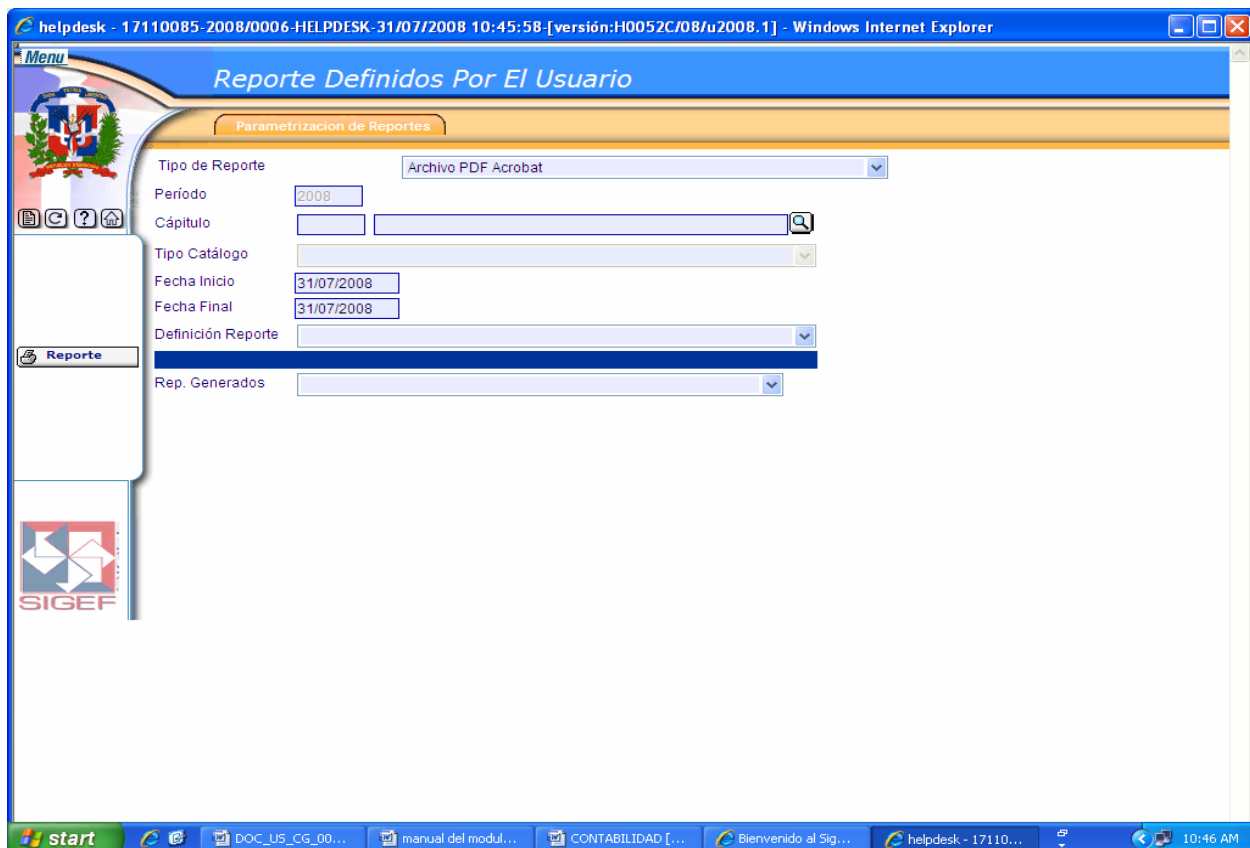 helpdesk - 17110085-2008/0006-HELPDESK-31/07/2008 10:45:58-[versión:H0052C/08/u2008.1] - Windows Internet Explorer
Menu
Reporte Definidos Por El Usuario
Parametrizacion de Reportes
Tipo de Reporte Archivo PDF Acrobat
Período 2008
Cápitulo
Tipo Catálogo
Fecha Inicio 31/07/2008
Fecha Final 31/07/2008
Definición Reporte
Reporte
Rep. Generados
SIGEF
start DOC_US_CG_00... manual del modul... CONTABILIDAD [... Bienvenido al Sig... helpdesk - 17110... 10:46 AM